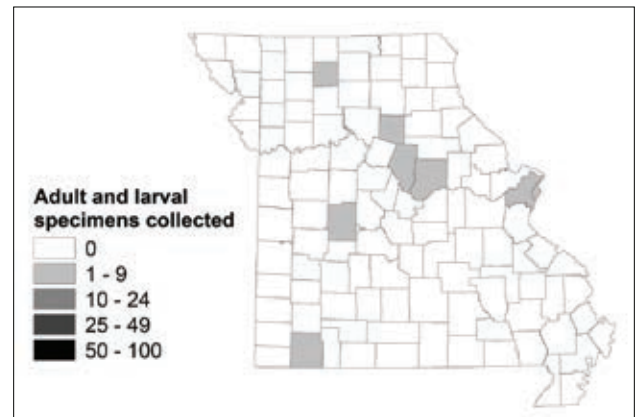 Adult and larval
specimens collected
0
1 - 9
10 - 24
25 - 49
50 - 100